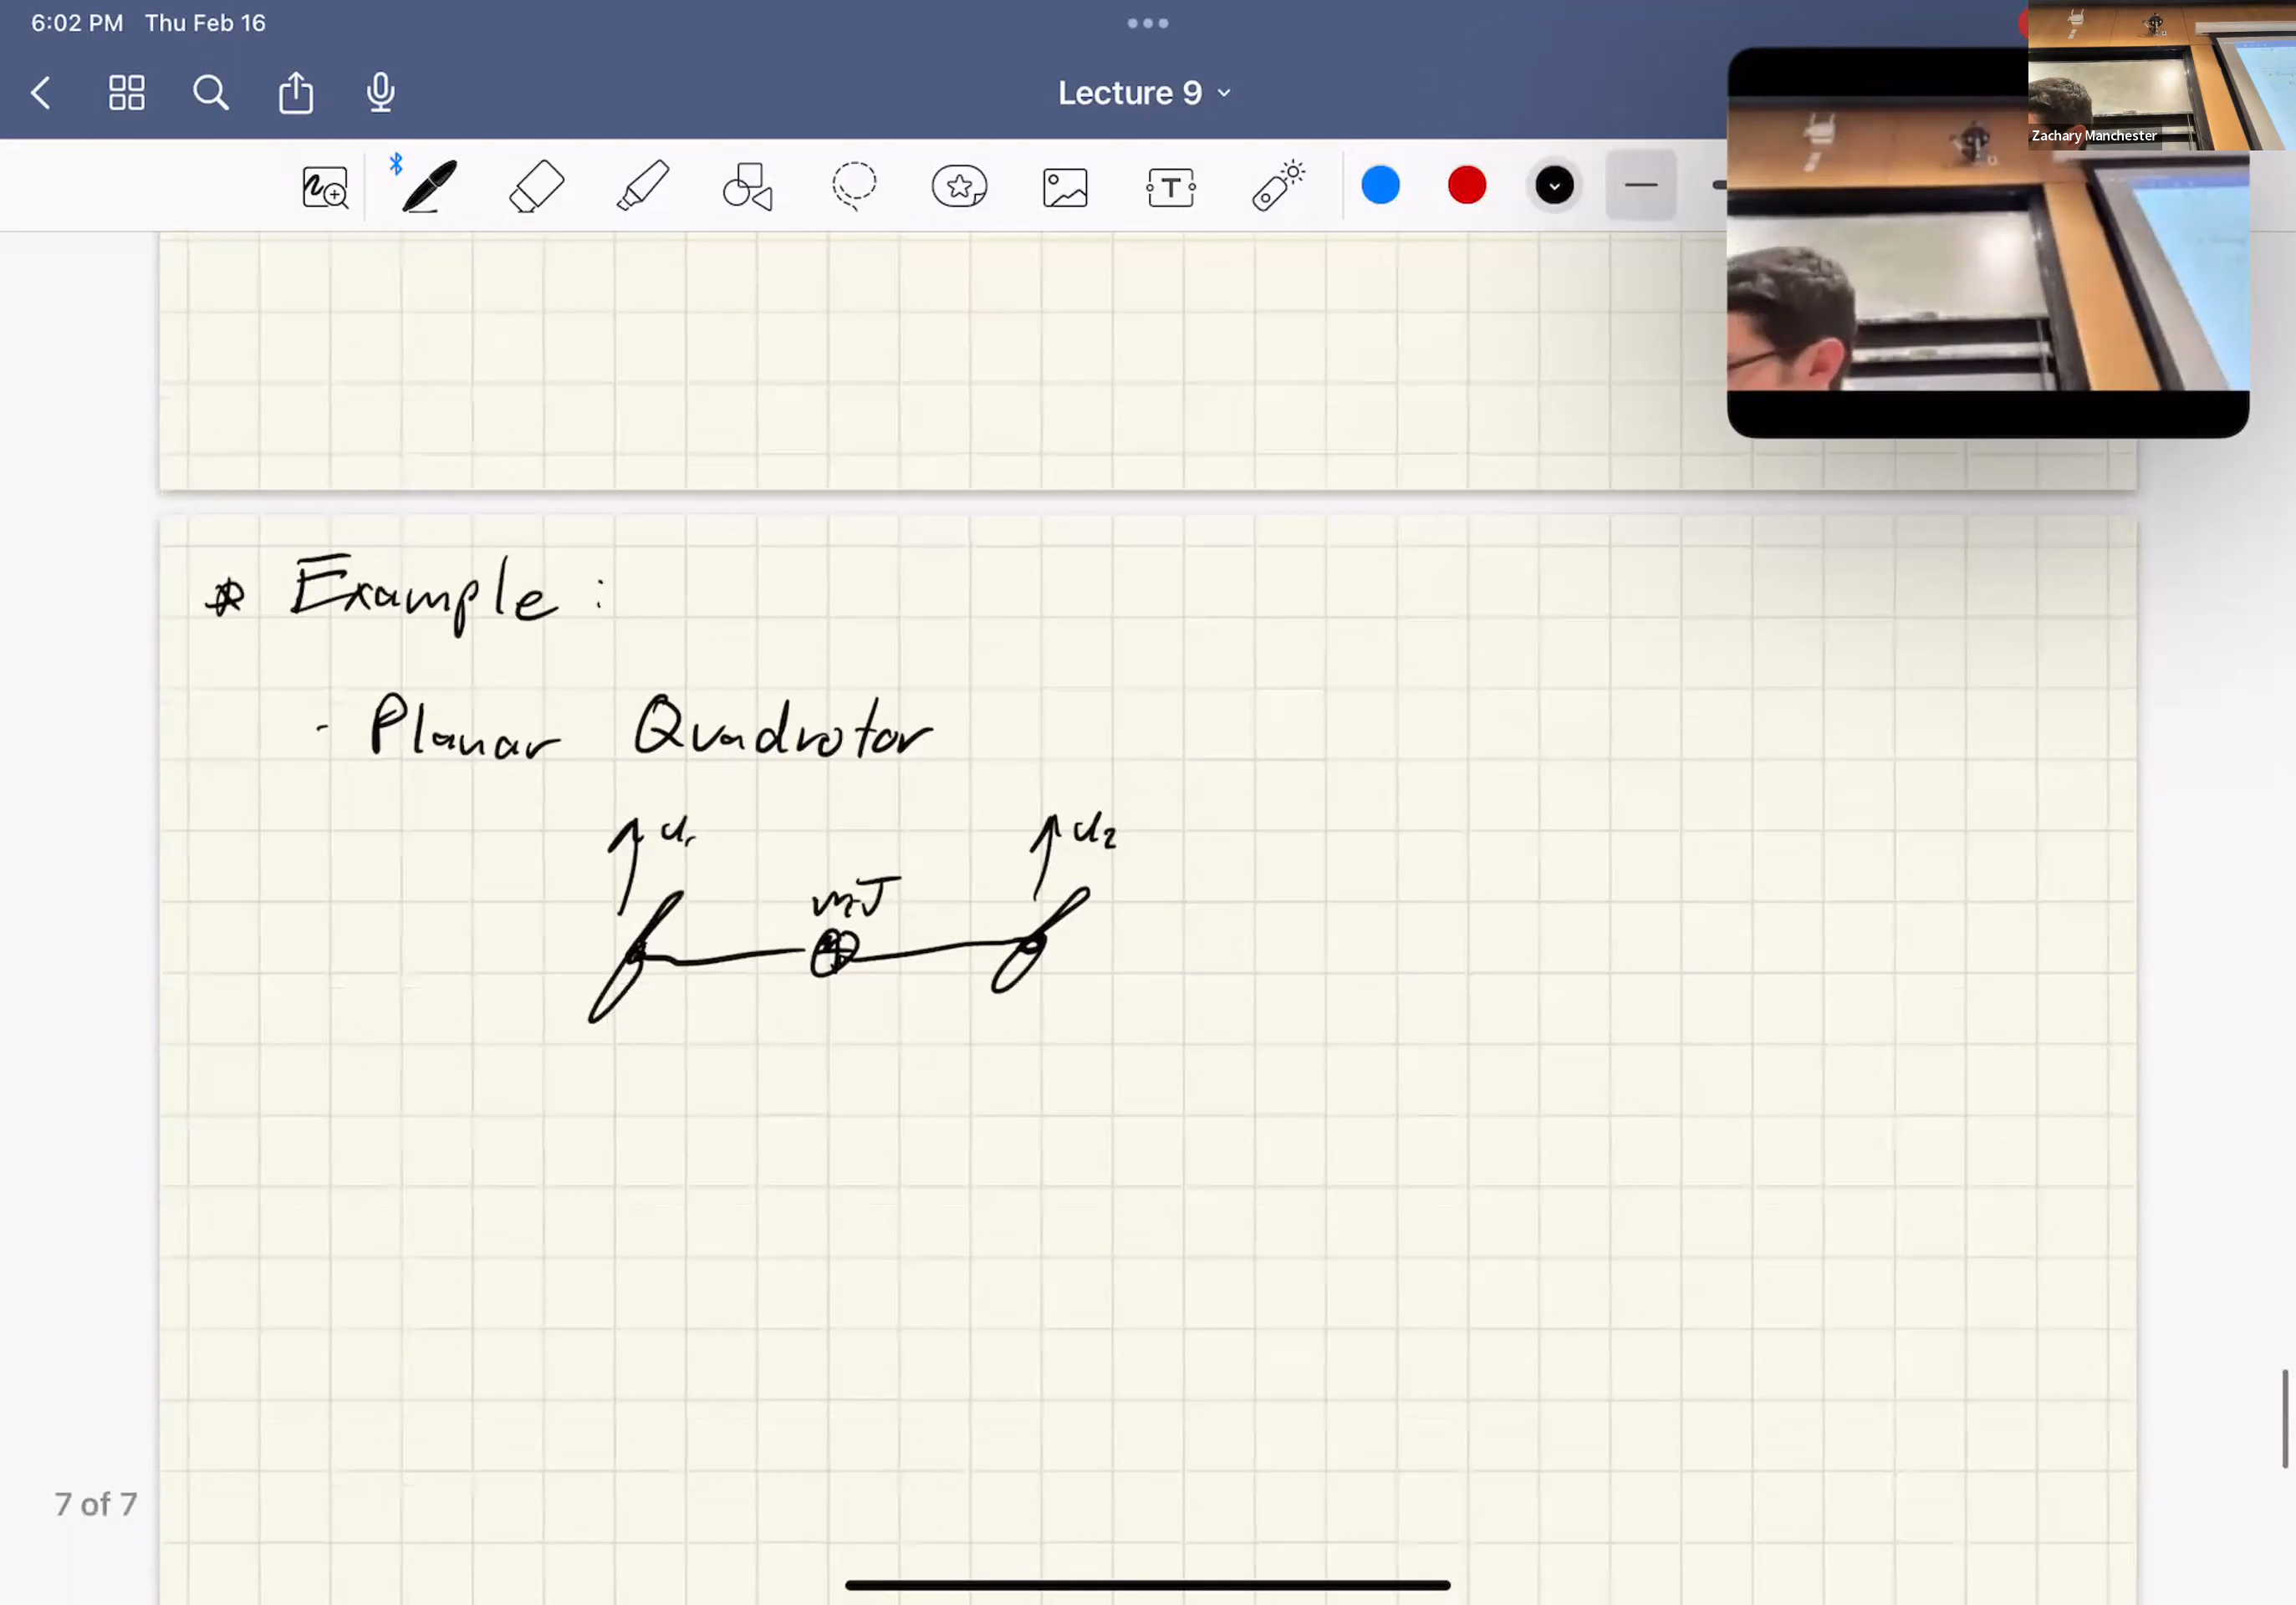 6:02 PM Thu Feb 16
Lecture 9
Zachary Manchester
T
* Example :
- Planar Quadrotor
u₁
u₂
m, J
7 of 7